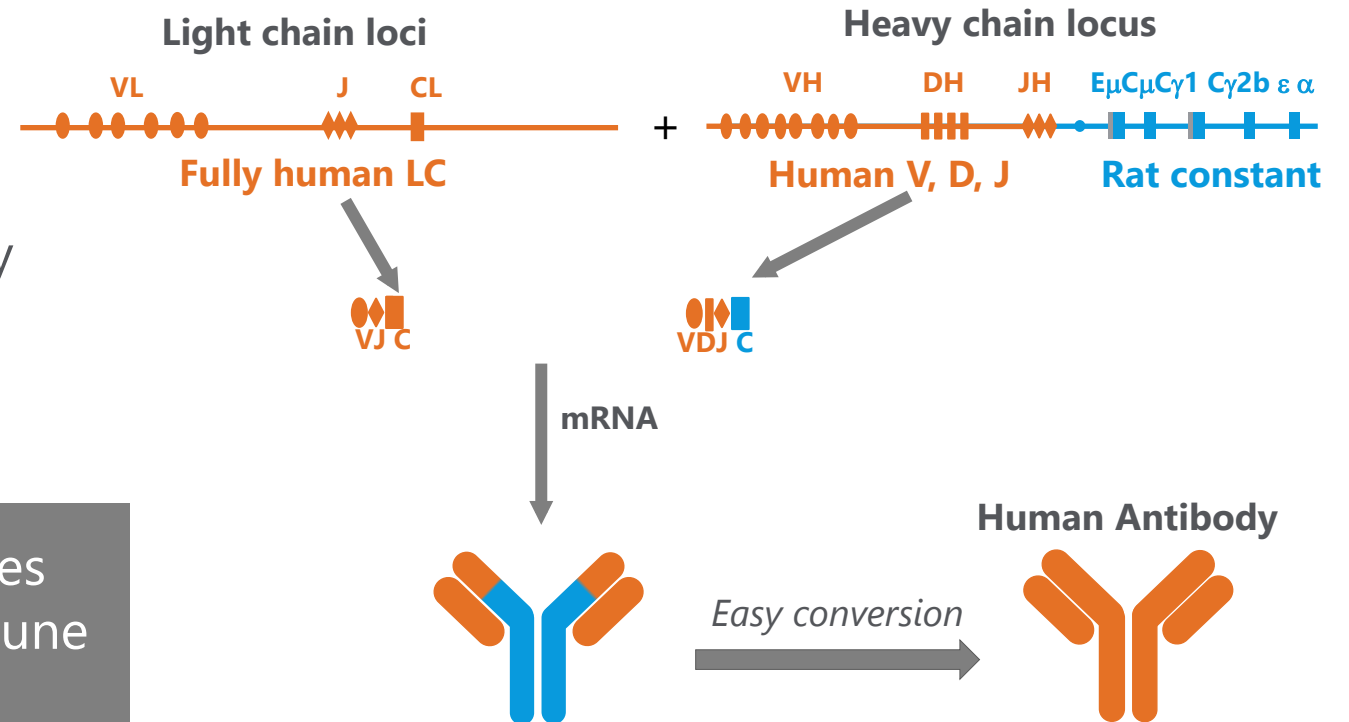 Light chain loci
Heavy chain locus
VL J CL
+
VH DH JH EμCμCγ1 Cγ2b ε α
Fully human LC
Human V, D, J
Rat constant
y
VJ C
VDJ C
mRNA
Human Antibody
es
une
Easy conversion